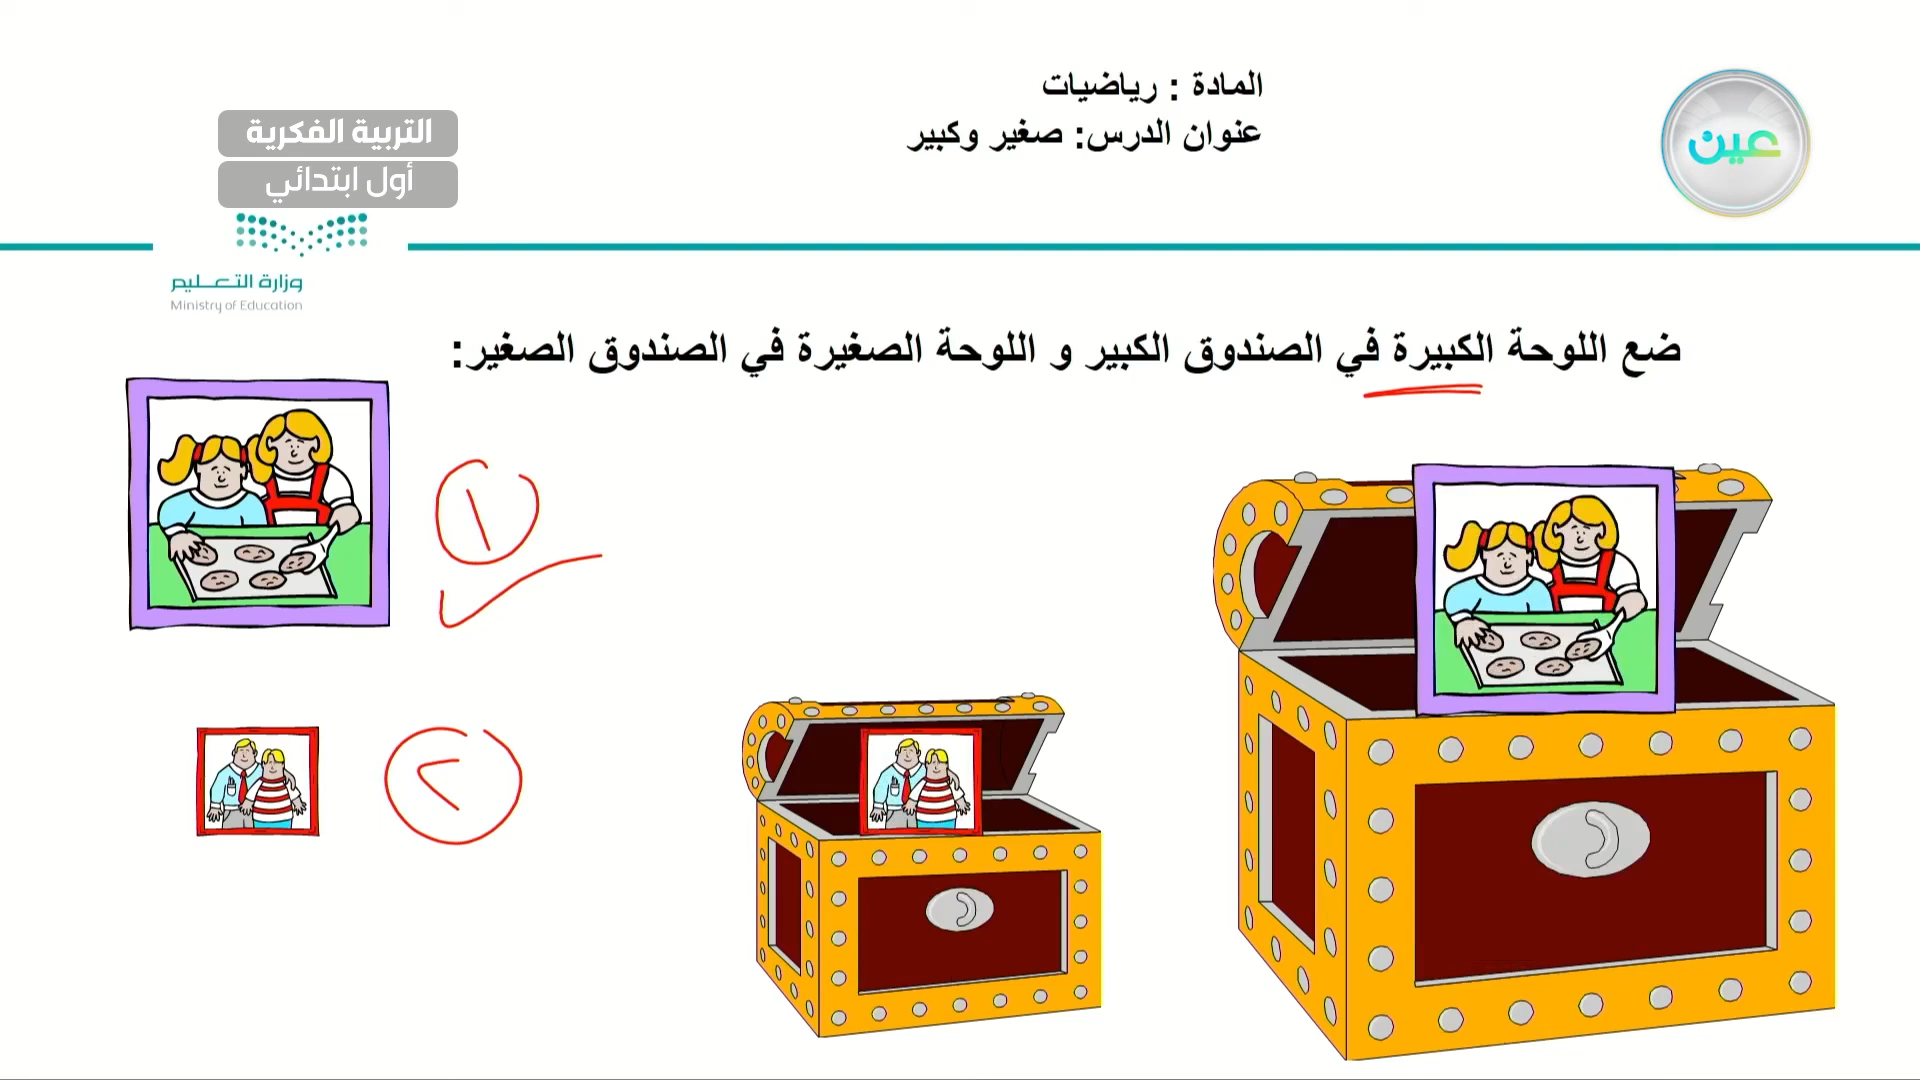 المادة : رياضيات
عنوان الدرس: صغير وكبير
عين
التربية الفكرية
أول ابتدائي
وزارة التعليم
Ministry of Education
ضع اللوحة الكبيرة في الصندوق الكبير و اللوحة الصغيرة في الصندوق الصغير:
١
٢